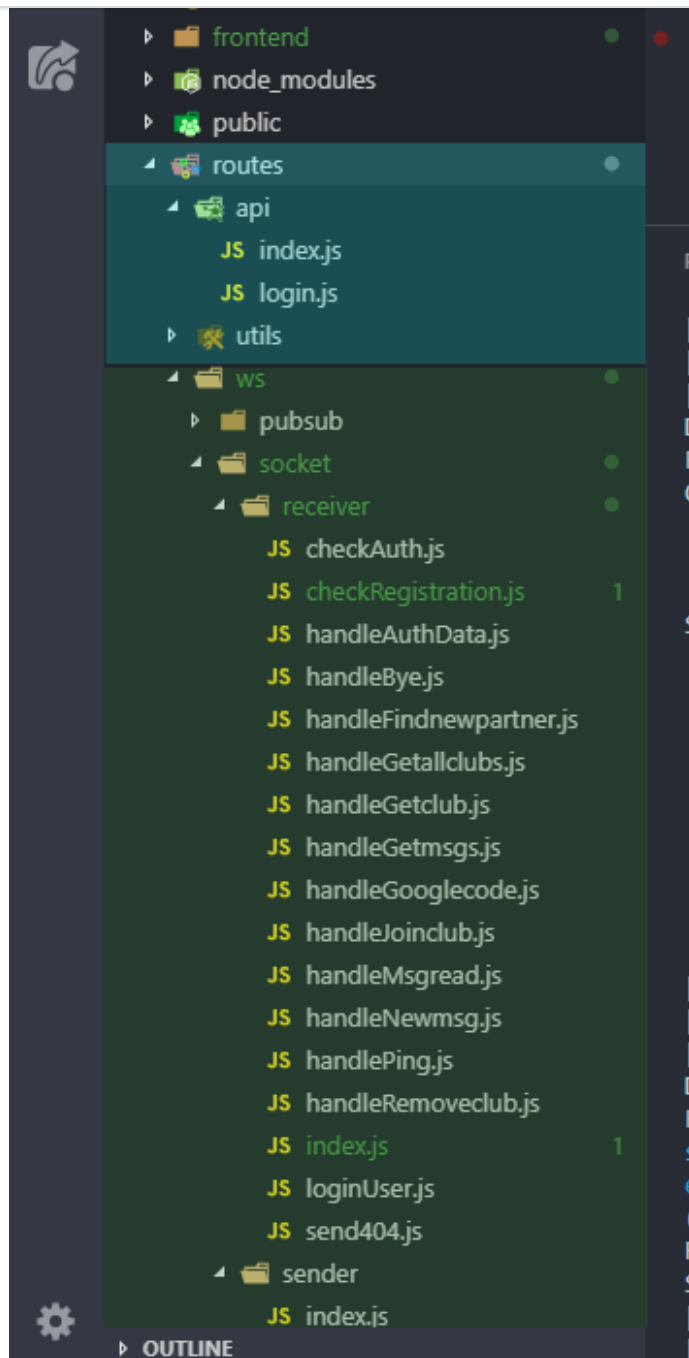 frontend
node_modules
public
routes
api
JS index.js
JS login.js
utils
ws
pubsub
socket
receiver
JS checkAuth.js
JS checkRegistration.js 1
JS handleAuthData.js
JS handleBye.js
JS handleFindnewpartner.js
JS handleGetallclubs.js
JS handleGetclub.js
JS handleGetmsgs.js
JS handleGooglecode.js
JS handleJoinclub.js
JS handleMsgread.js
JS handleNewmsg.js
JS handlePing.js
JS handleRemoveclub.js
JS index.js 1
JS loginUser.js
JS send404.js
sender
JS index.js
OUTLINE